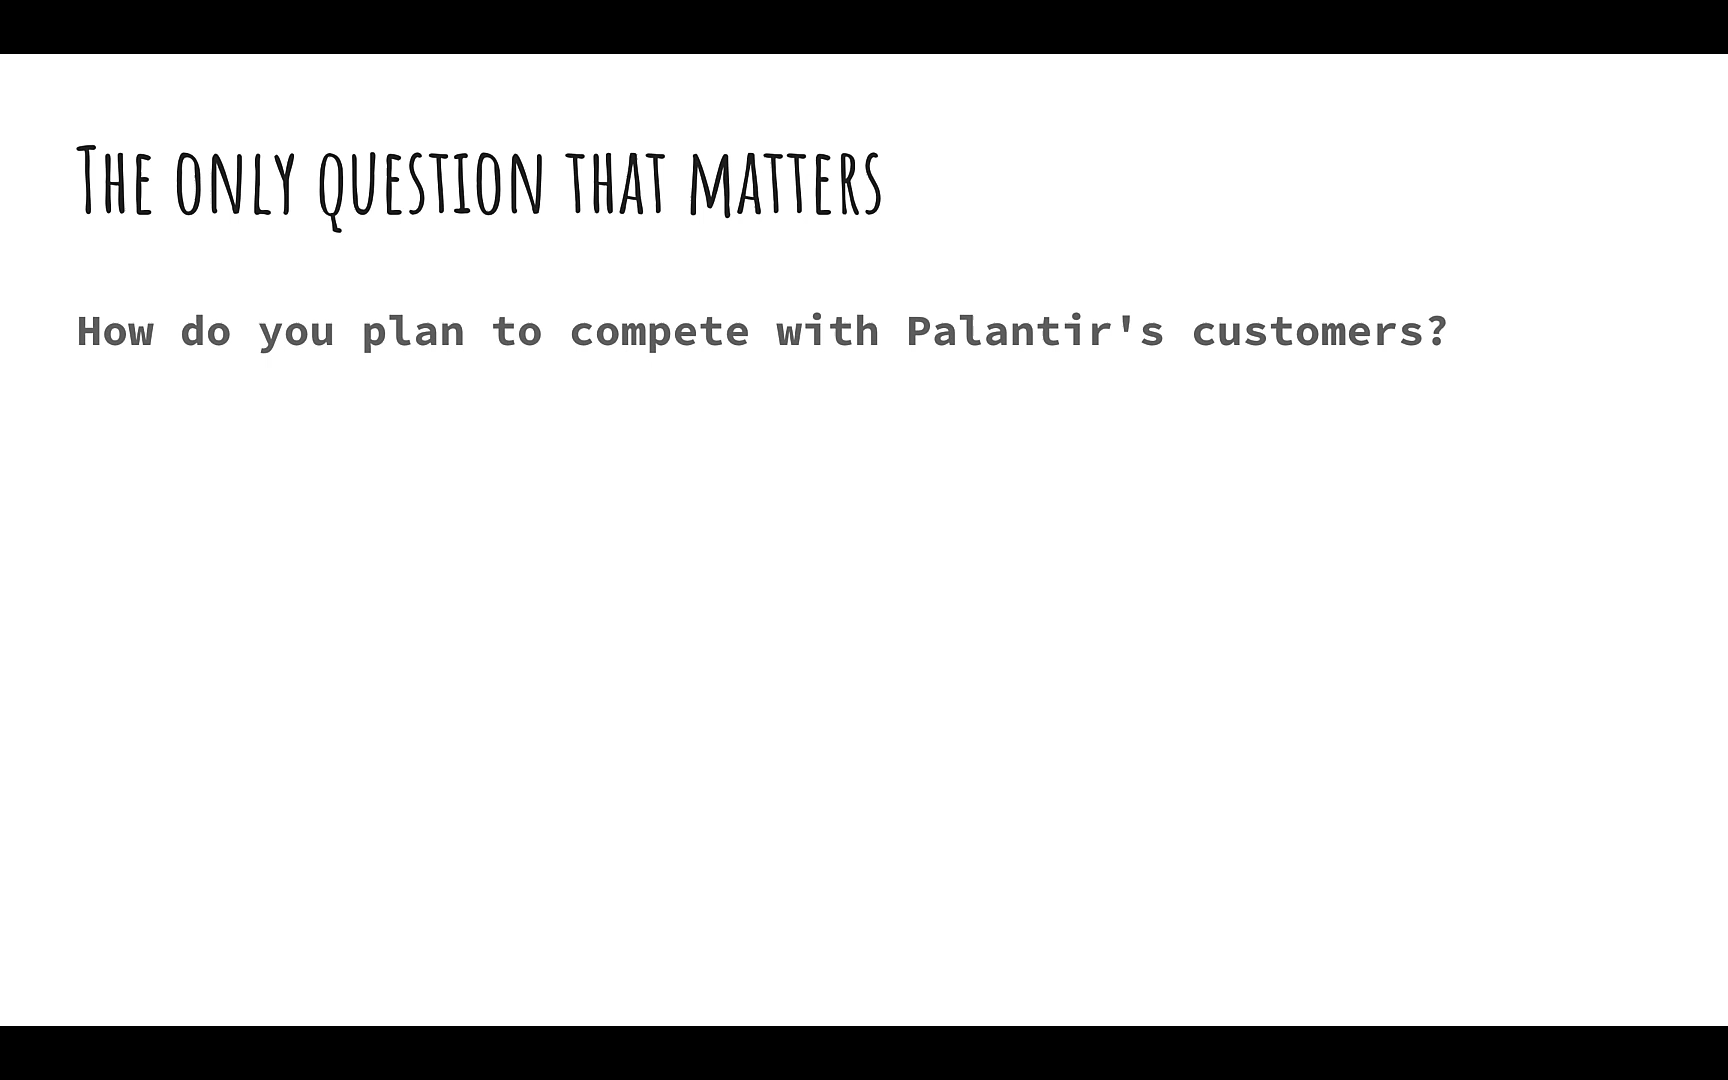 The only question that matters
How do you plan to compete with Palantir's customers?